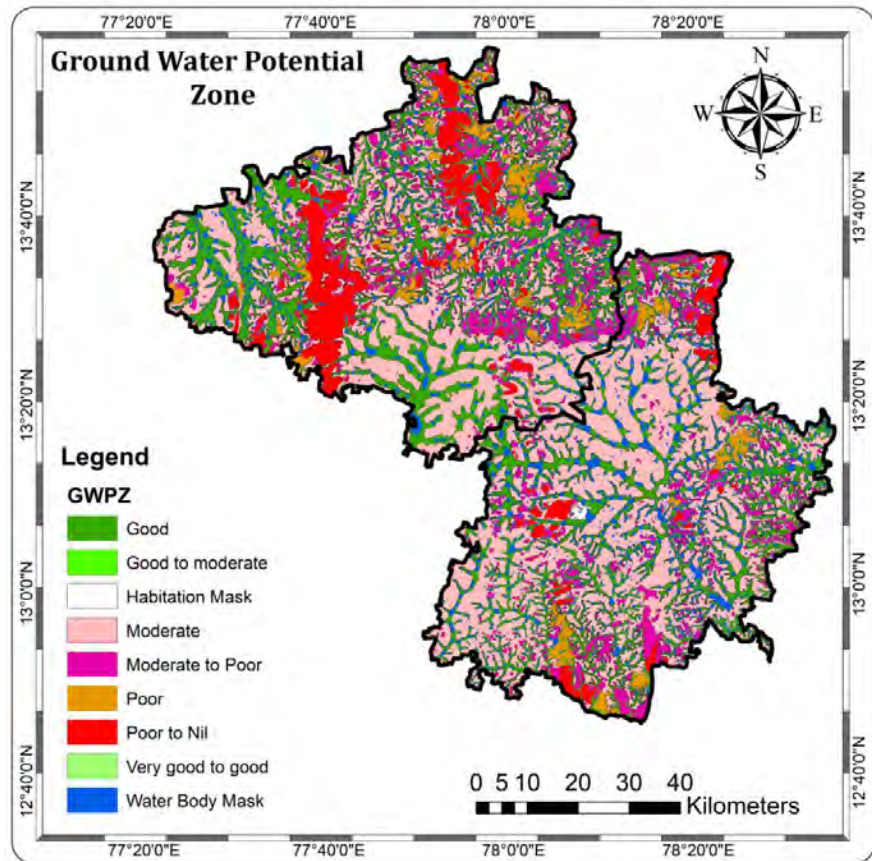 77°20'0"E 77°40'0"E 78°0'0"E 78°20'0"E
Ground Water Potential
Zone
N
W E
S
13°40'0"N 13°40'0"N
13°20'0"N 13°20'0"N
13°0'0"N 13°0'0"N
12°40'0"N 12°40'0"N
Legend
GWPZ
Good
Good to moderate
Habitation Mask
Moderate
Moderate to Poor
Poor
Poor to Nil
Very good to good
Water Body Mask
0 5 10 20 30 40
Kilometers
77°20'0"E 77°40'0"E 78°0'0"E 78°20'0"E